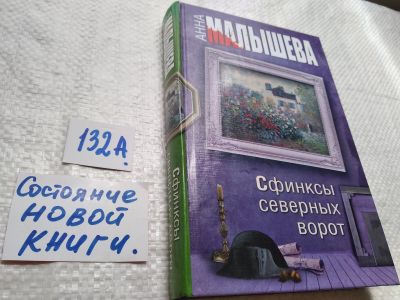 132А
Состояние
НОВОЙ
КНИГИ.
АННА
МАЛЫШЕВА
Сфинксы
северных
ворот
Сфинксы